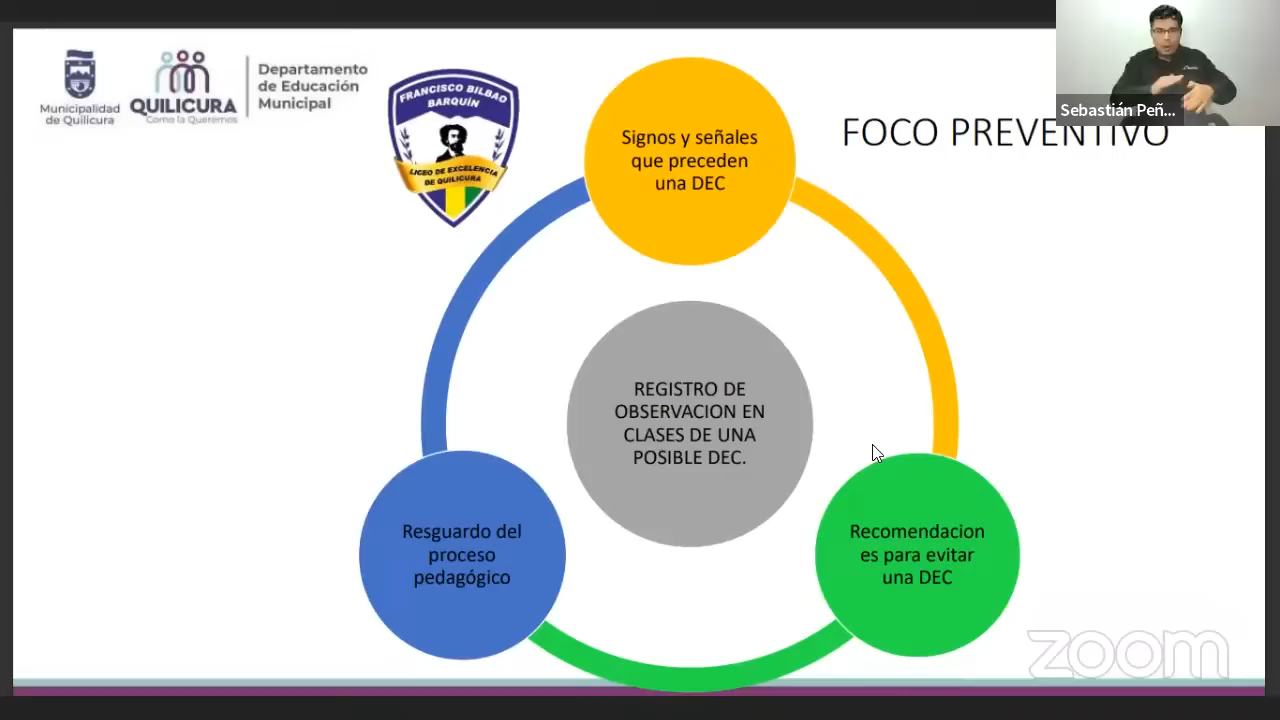 Municipalidad
de Quilicura
QUILICURA
Como la Queremos
Departamento
de Educación
Municipal
FRANCISCO BILBAO
BARQUÍN
LICEO DE EXCELENCIA
DE QUILICURA
Signos y señales
que preceden
una DEC
FOCO PREVENTIVO
Sebastián Peñ...
REGISTRO DE
OBSERVACION EN
CLASES DE UNA
POSIBLE DEC.
Resguardo del
proceso
pedagógico
Recomendacion
es para evitar
una DEC
zoom